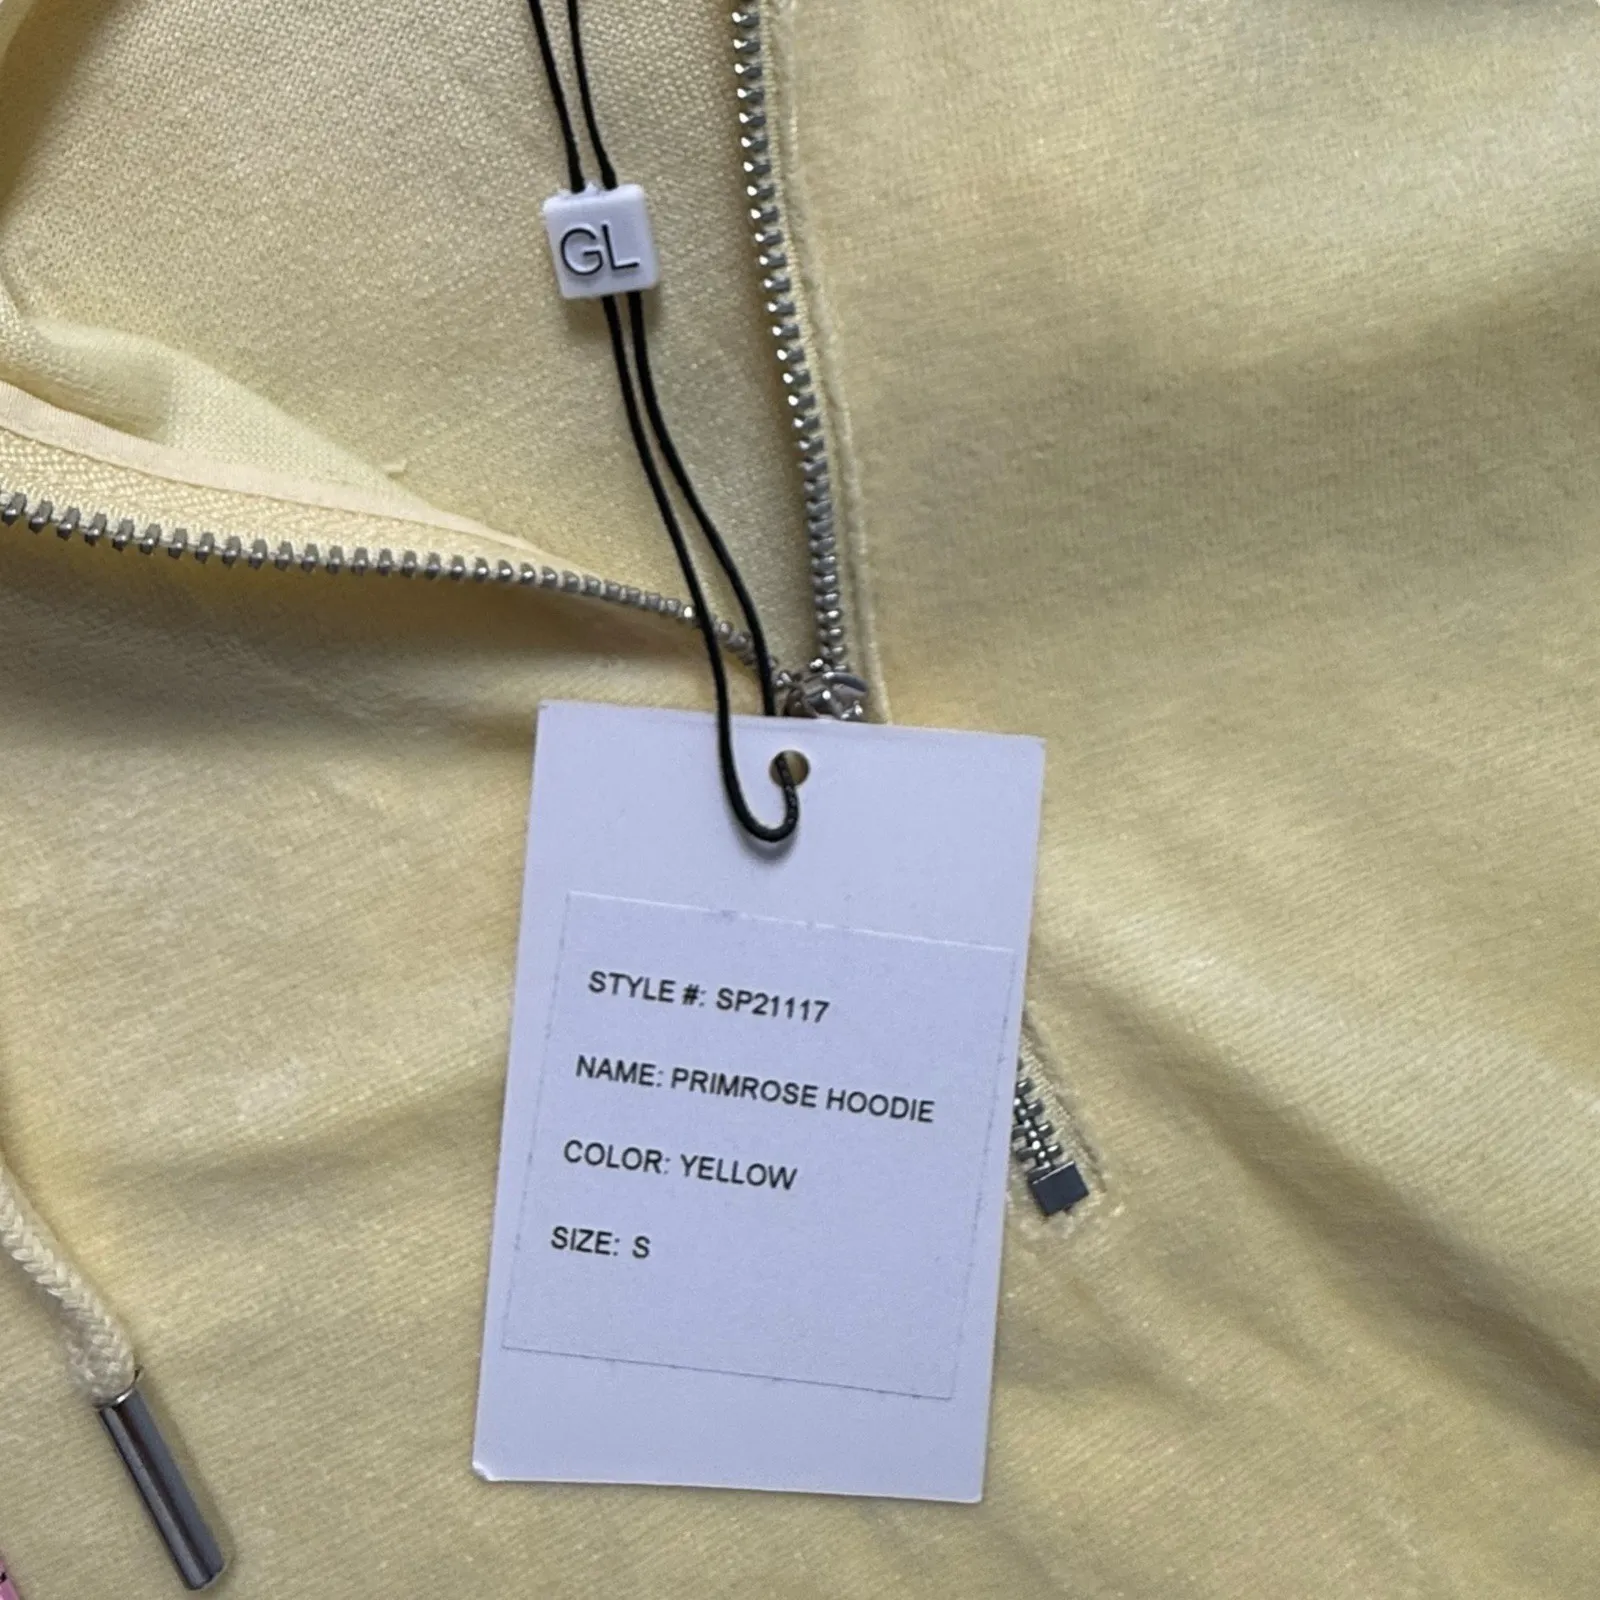 GL
STYLE #: SP21117
NAME: PRIMROSE HOODIE
COLOR: YELLOW
SIZE: S